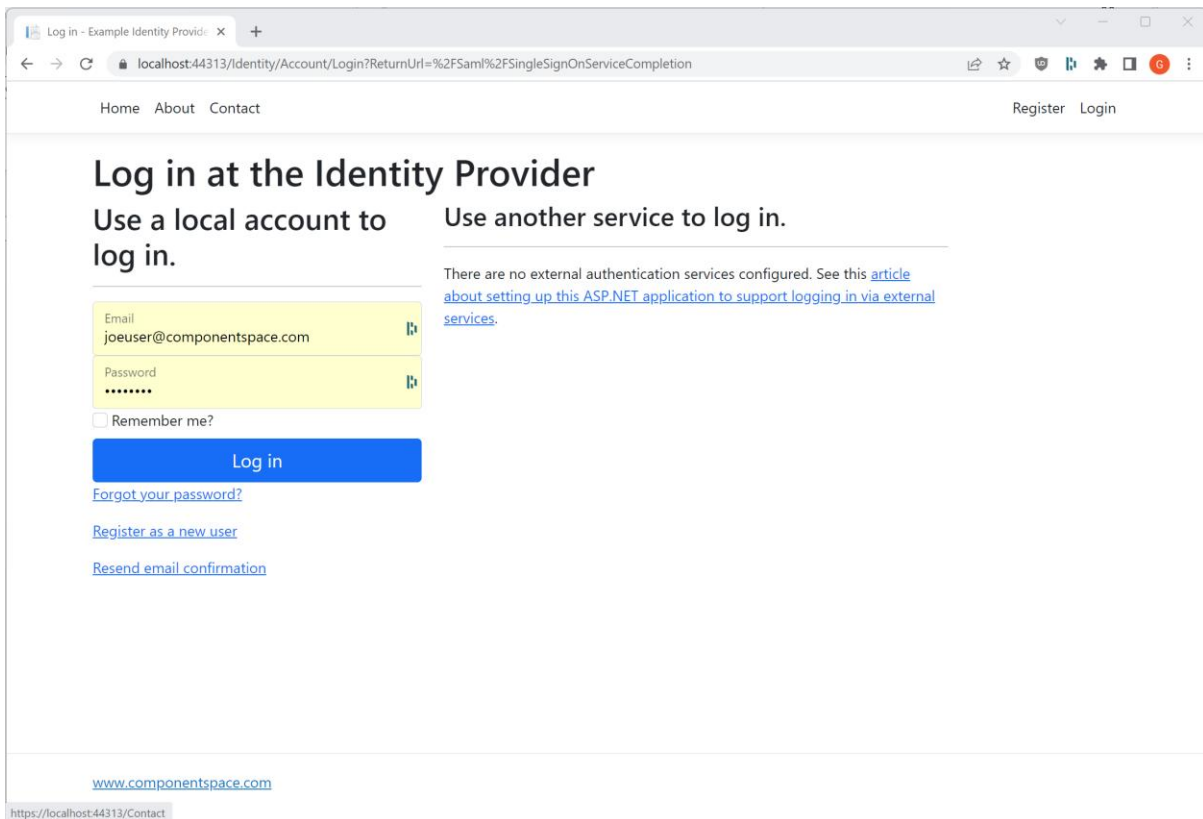 Log in - Example Identity Provide
localhost:44313/Identity/Account/Login?ReturnUrl=%2FSaml%2FSingleSignOnServiceCompletion
G
Home About Contact
Register Login
Log in at the Identity Provider
Use a local account to
log in.
Email
joeuser@componentspace.com
Password
••••••••
Remember me?
Log in
Forgot your password?
Register as a new user
Resend email confirmation
Use another service to log in.
There are no external authentication services configured. See this article
about setting up this ASP.NET application to support logging in via external
services.
www.componentspace.com
https://localhost:44313/Contact